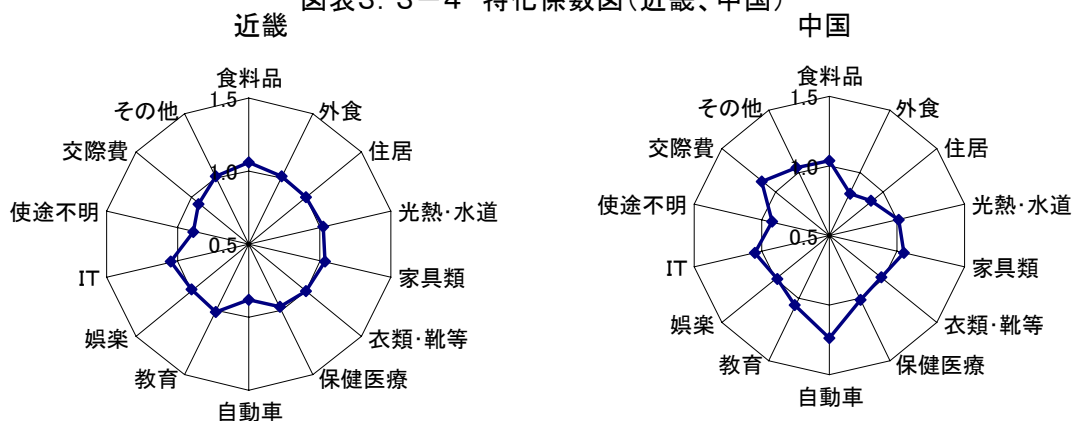 図表3.3－4 特化係数図(近畿、中国)
近畿
食料品
外食
住居
光熱・水道
家具類
衣類・靴等
保健医療
自動車
教育
娯楽
IT
使途不明
交際費
その他
1.5
1.0
0.5
中国
食料品
外食
住居
光熱・水道
家具類
衣類・靴等
保健医療
自動車
教育
娯楽
IT
使途不明
交際費
その他
1.5
1.0
0.5